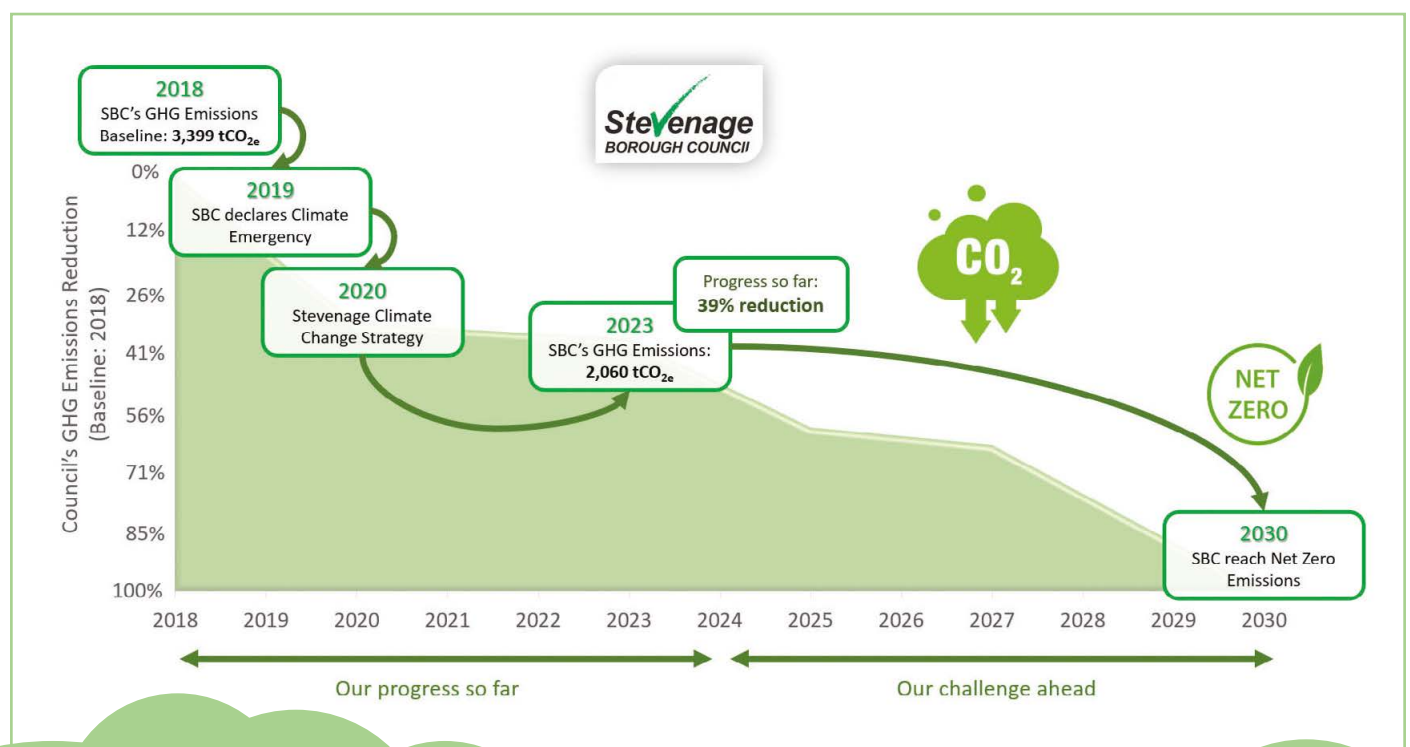 2018
SBC's GHG Emissions
Baseline: 3,399 tCO2e
Stevenage
BOROUGH COUNCIL
2019
SBC declares Climate
Emergency
2020
Stevenage Climate
Change Strategy
2023
SBC's GHG Emissions:
2,060 tCO2e
Progress so far:
39% reduction
CO2
NET
ZERO
2030
SBC reach Net Zero
Emissions
Council's GHG Emissions Reduction
(Baseline: 2018)
0%
12%
26%
41%
56%
71%
85%
100%
2018 2019 2020 2021 2022 2023 2024 2025 2026 2027 2028 2029 2030
Our progress so far
Our challenge ahead